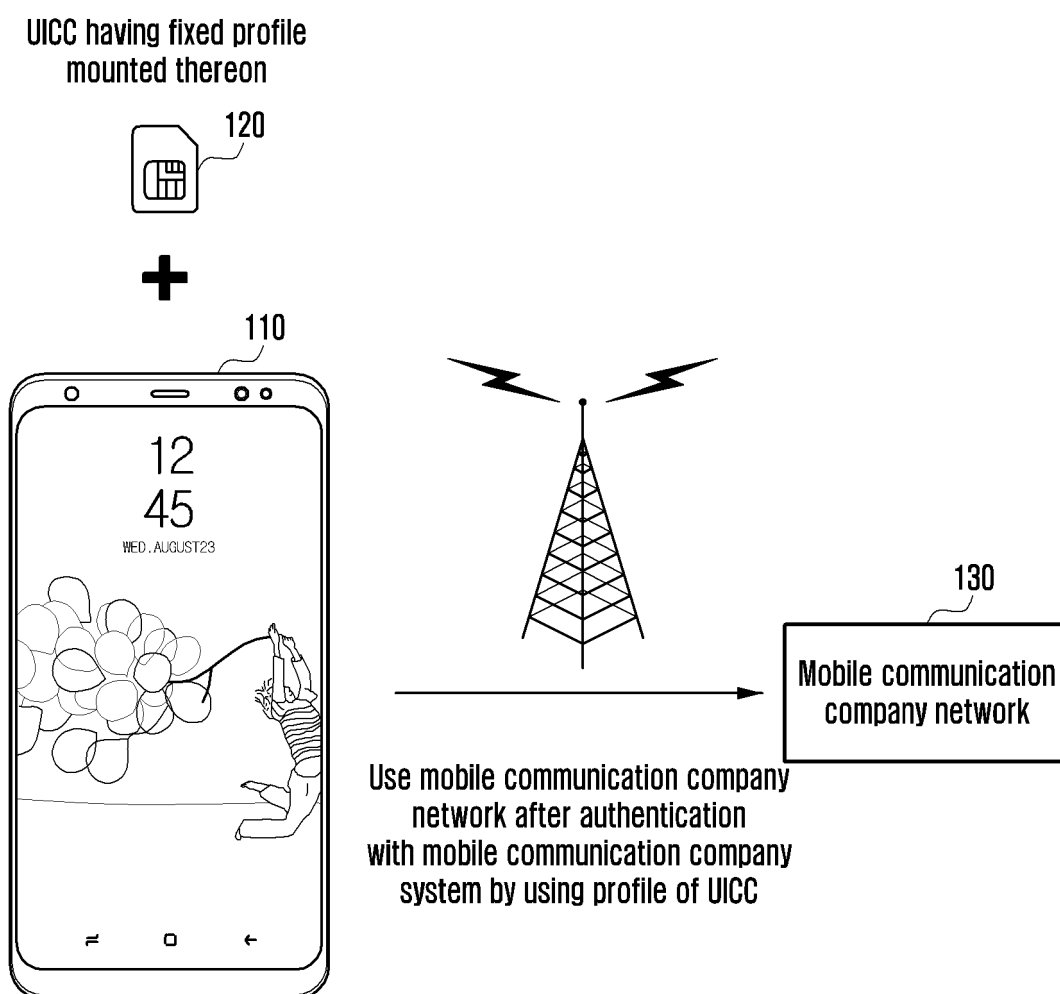 UICC having fixed profile
mounted thereon
120
110
12
45
WED.AUGUST23
130
Mobile communication
company network
Use mobile communication company
network after authentication
with mobile communication company
system by using profile of UICC